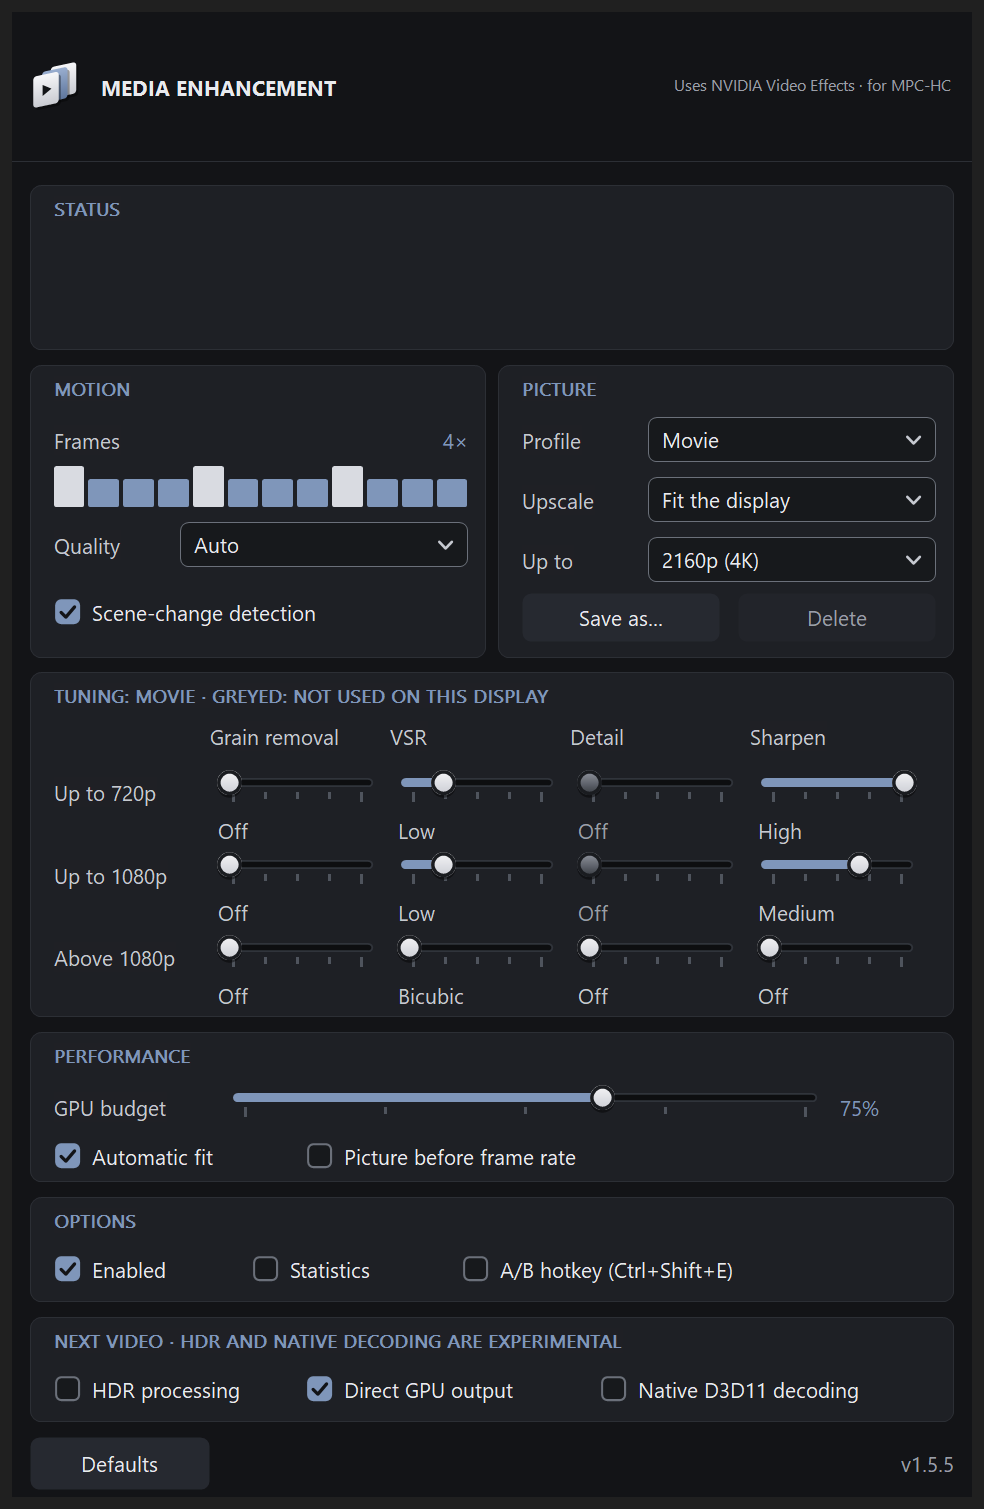 MEDIA ENHANCEMENT
Uses NVIDIA Video Effects · for MPC-HC
STATUS
MOTION
Frames 4×
Quality Auto
Scene-change detection
PICTURE
Profile Movie
Upscale Fit the display
Up to 2160p (4K)
Save as... Delete
TUNING: MOVIE · GREYED: NOT USED ON THIS DISPLAY
Grain removal VSR Detail Sharpen
Up to 720p
Off Low Off High
Up to 1080p
Off Low Off Medium
Above 1080p
Off Bicubic Off Off
PERFORMANCE
GPU budget 75%
Automatic fit Picture before frame rate
OPTIONS
Enabled Statistics A/B hotkey (Ctrl+Shift+E)
NEXT VIDEO · HDR AND NATIVE DECODING ARE EXPERIMENTAL
HDR processing Direct GPU output Native D3D11 decoding
Defaults v1.5.5